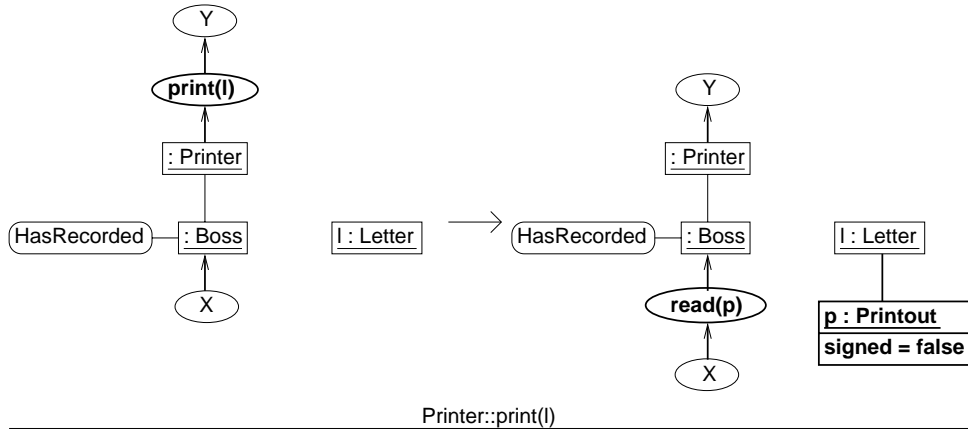 Y
print(l)
: Printer
HasRecorded
: Boss
l : Letter
X
Y
: Printer
HasRecorded
: Boss
l : Letter
read(p)
p : Printout
signed = false
X
Printer::print(l)